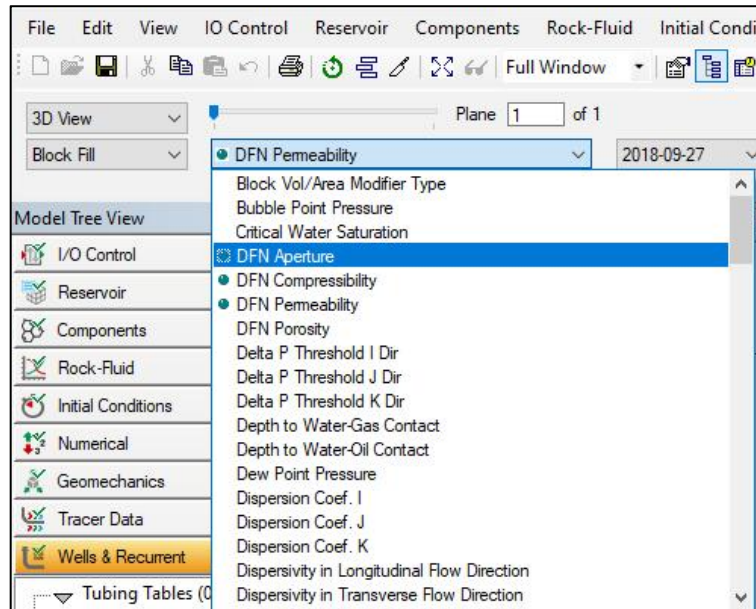 File Edit View IO Control Reservoir Components Rock-Fluid Initial Condi
Full Window
3D View
Plane 1 of 1
Block Fill
DFN Permeability
2018-09-27
Block Vol/Area Modifier Type
Bubble Point Pressure
Critical Water Saturation
DFN Aperture
DFN Compressibility
DFN Permeability
DFN Porosity
Delta P Threshold I Dir
Delta P Threshold J Dir
Delta P Threshold K Dir
Depth to Water-Gas Contact
Depth to Water-Oil Contact
Dew Point Pressure
Dispersion Coef. I
Dispersion Coef. J
Dispersion Coef. K
Dispersivity in Longitudinal Flow Direction
Dispersivity in Transverse Flow Direction
Model Tree View
I/O Control
Reservoir
Components
Rock-Fluid
Initial Conditions
Numerical
Geomechanics
Tracer Data
Wells & Recurrent
Tubing Tables (0